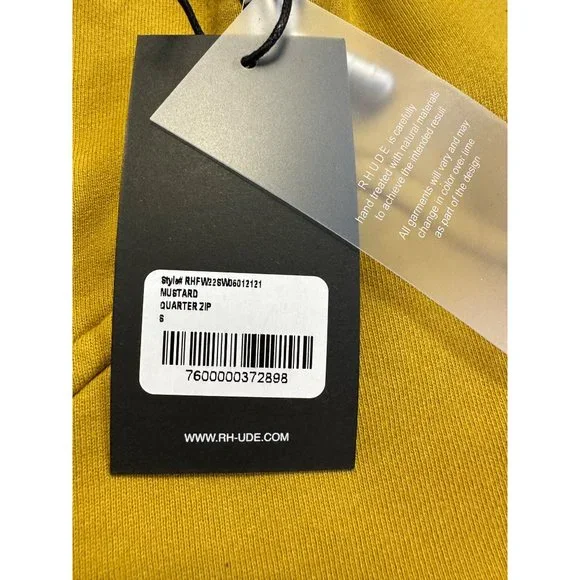 Style# RHFW22SW06012121
MUSTARD
QUARTER ZIP
S
7600000372898
WWW.RH-UDE.COM
RHUDE is carefully
hand treated with natural materials
to achieve the intended result
All garments will vary and may
change in color over time
as part of the design